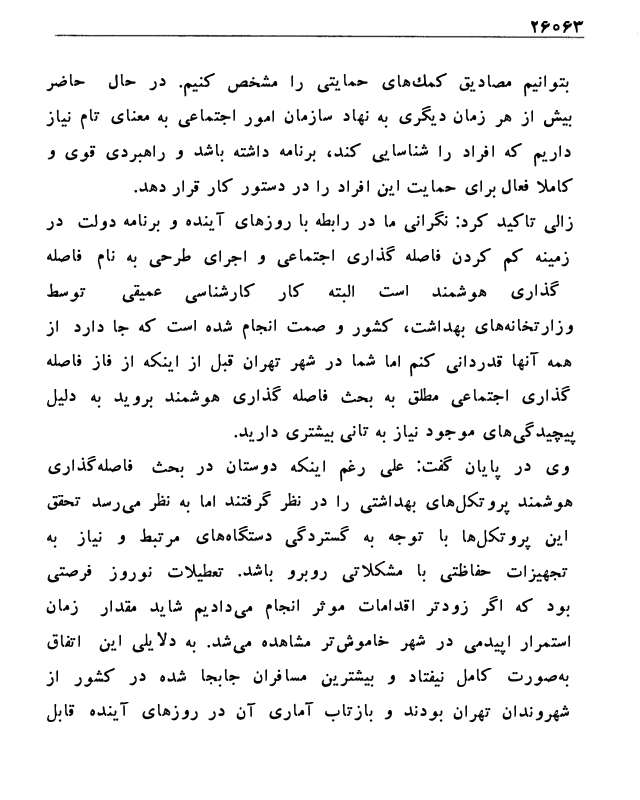 ۲۶۰۶۳
بتوانیم مصادیق کمك‌های حمایتی را مشخص کنیم. در حال حاضر
بیش از هر زمان دیگری به نهاد سازمان امور اجتماعی به معنای تام نیاز
داریم که افراد را شناسایی کند، برنامه داشته باشد و راهبردی قوی و
کاملا فعال برای حمایت این افراد را در دستور کار قرار دهد.
زالی تاکید کرد: نگرانی ما در رابطه با روزهای آینده و برنامه دولت در
زمینه کم کردن فاصله گذاری اجتماعی و اجرای طرحی به نام فاصله
گذاری هوشمند است البته کار کارشناسی عمیقی توسط
وزارتخانه‌های بهداشت، کشور و صمت انجام شده است که جا دارد از
همه آنها قدردانی کنم اما شما در شهر تهران قبل از اینکه از فاز فاصله
گذاری اجتماعی مطلق به بحث فاصله گذاری هوشمند بروید به دلیل
پیچیدگی‌های موجود نیاز به تانی بیشتری دارید.
وی در پایان گفت: علی رغم اینکه دوستان در بحث فاصله‌گذاری
هوشمند پروتکل‌های بهداشتی را در نظر گرفتند اما به نظر می‌رسد تحقق
این پروتکل‌ها با توجه به گستردگی دستگاه‌های مرتبط و نیاز به
تجهیزات حفاظتی با مشکلاتی روبرو باشد. تعطیلات نوروز فرصتی
بود که اگر زودتر اقدامات موثر انجام می‌دادیم شاید مقدار زمان
استمرار اپیدمی در شهر خاموش‌تر مشاهده می‌شد. به دلایلی این اتفاق
به‌صورت کامل نیفتاد و بیشترین مسافران جابجا شده در کشور از
شهروندان تهران بودند و بازتاب آماری آن در روزهای آینده قابل